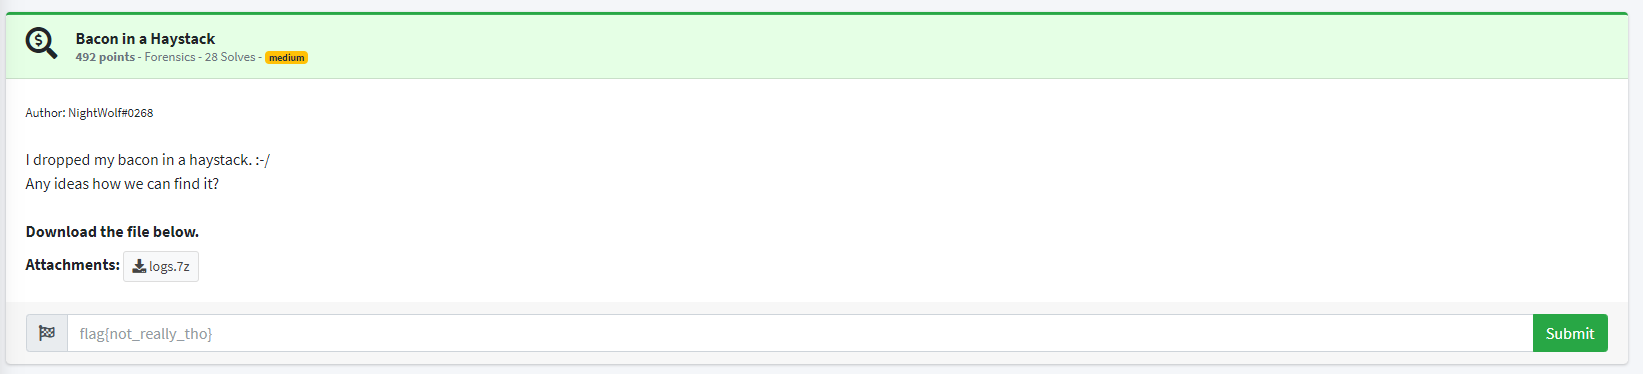 Bacon in a Haystack
492 points - Forensics - 28 Solves - medium
Author: NightWolf#0268
I dropped my bacon in a haystack. :-/
Any ideas how we can find it?
Download the file below.
Attachments: logs.7z
flag{not_really_tho}
Submit